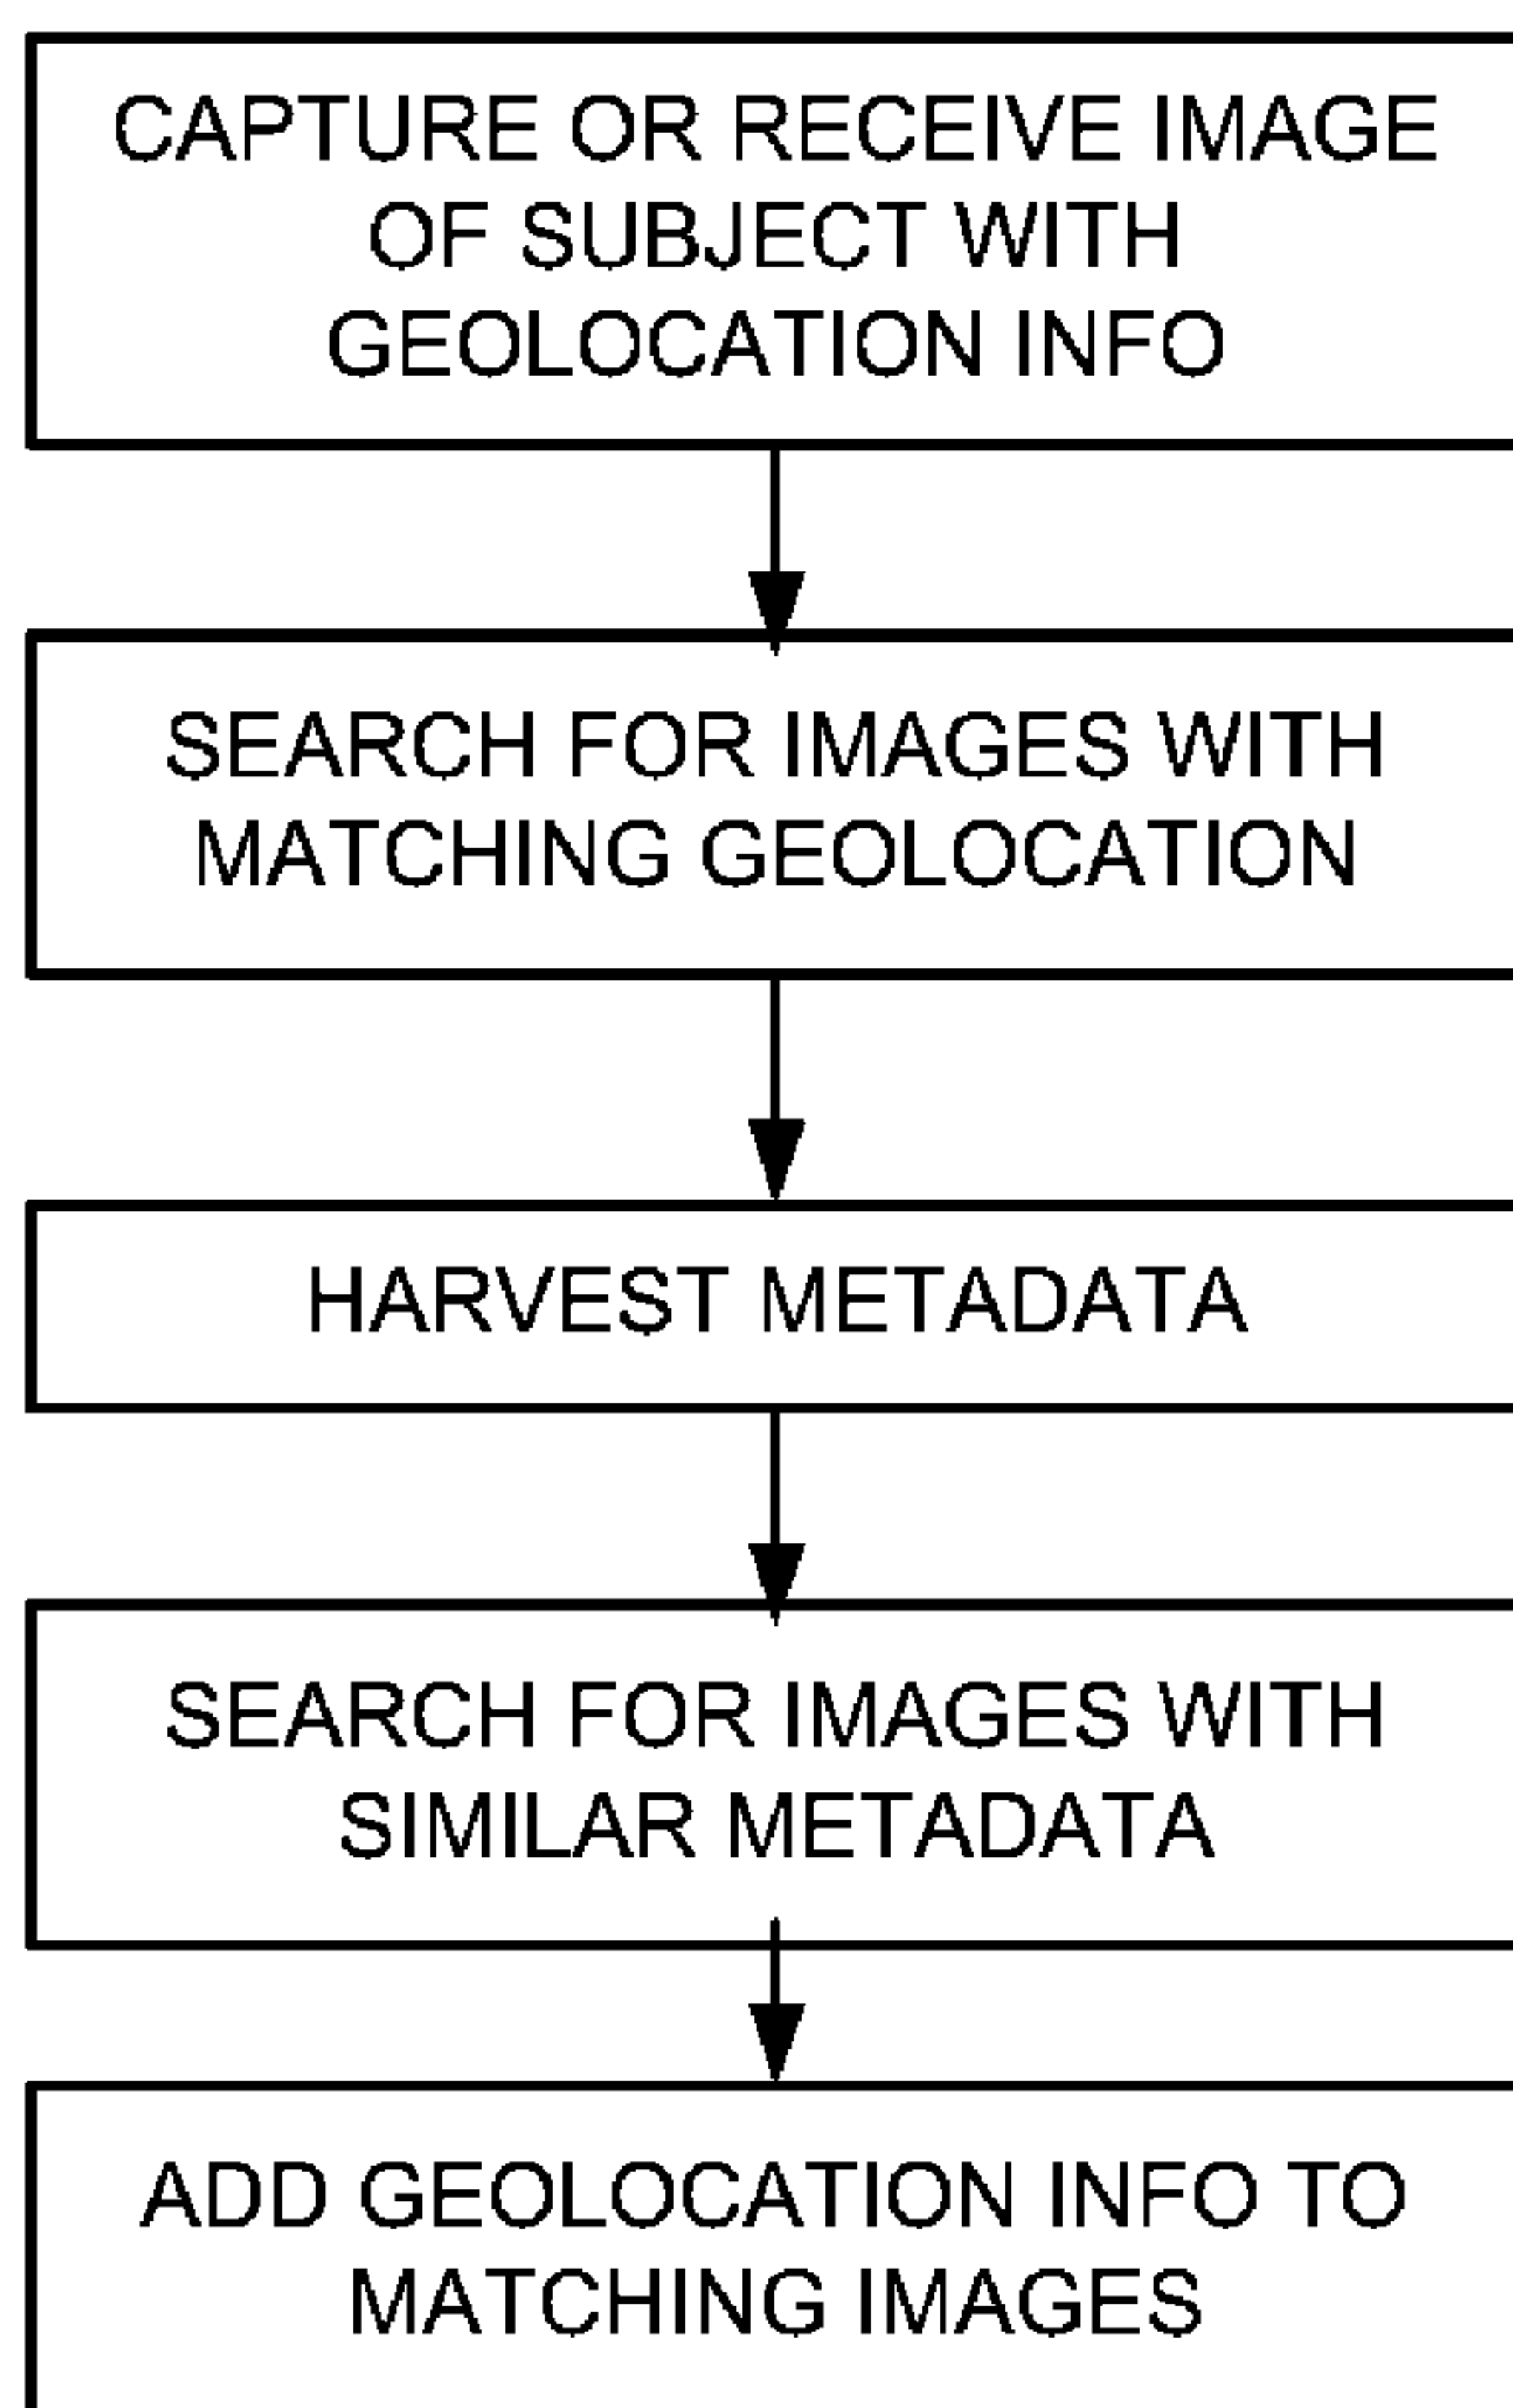 CAPTURE OR RECEIVE IMAGE
OF SUBJECT WITH
GEOLOCATION INFO
SEARCH FOR IMAGES WITH
MATCHING GEOLOCATION
HARVEST METADATA
SEARCH FOR IMAGES WITH
SIMILAR METADATA
ADD GEOLOCATION INFO TO
MATCHING IMAGES